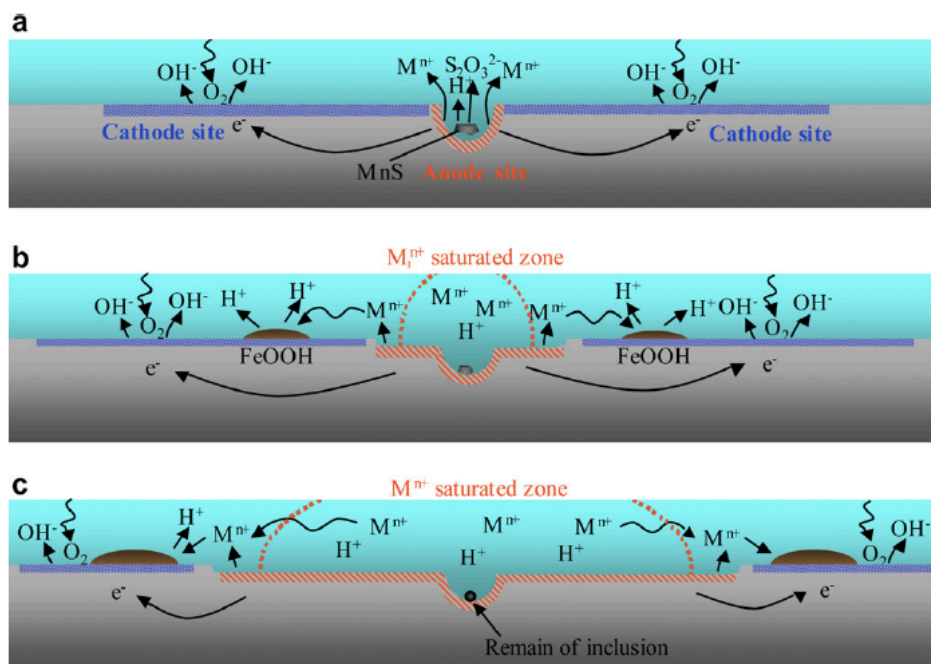 a
OH⁻ OH⁻ Mⁿ⁺ S₂O₃²⁻ Mⁿ⁺ OH⁻ OH⁻
O₂ H⁺ O₂
e⁻ e⁻
Cathode site Cathode site
MnS Anode site
b
M₁ⁿ⁺ saturated zone
OH⁻ OH⁻ H⁺ H⁺ Mⁿ⁺ Mⁿ⁺ Mⁿ⁺ Mⁿ⁺ H⁺ H⁺ OH⁻ OH⁻
O₂ H⁺ O₂
FeOOH FeOOH
e⁻ e⁻
c
Mⁿ⁺ saturated zone
OH⁻ H⁺ Mⁿ⁺ Mⁿ⁺ Mⁿ⁺ Mⁿ⁺ Mⁿ⁺ OH⁻
O₂ H⁺ H⁺ H⁺ O₂
e⁻ e⁻
Remain of inclusion